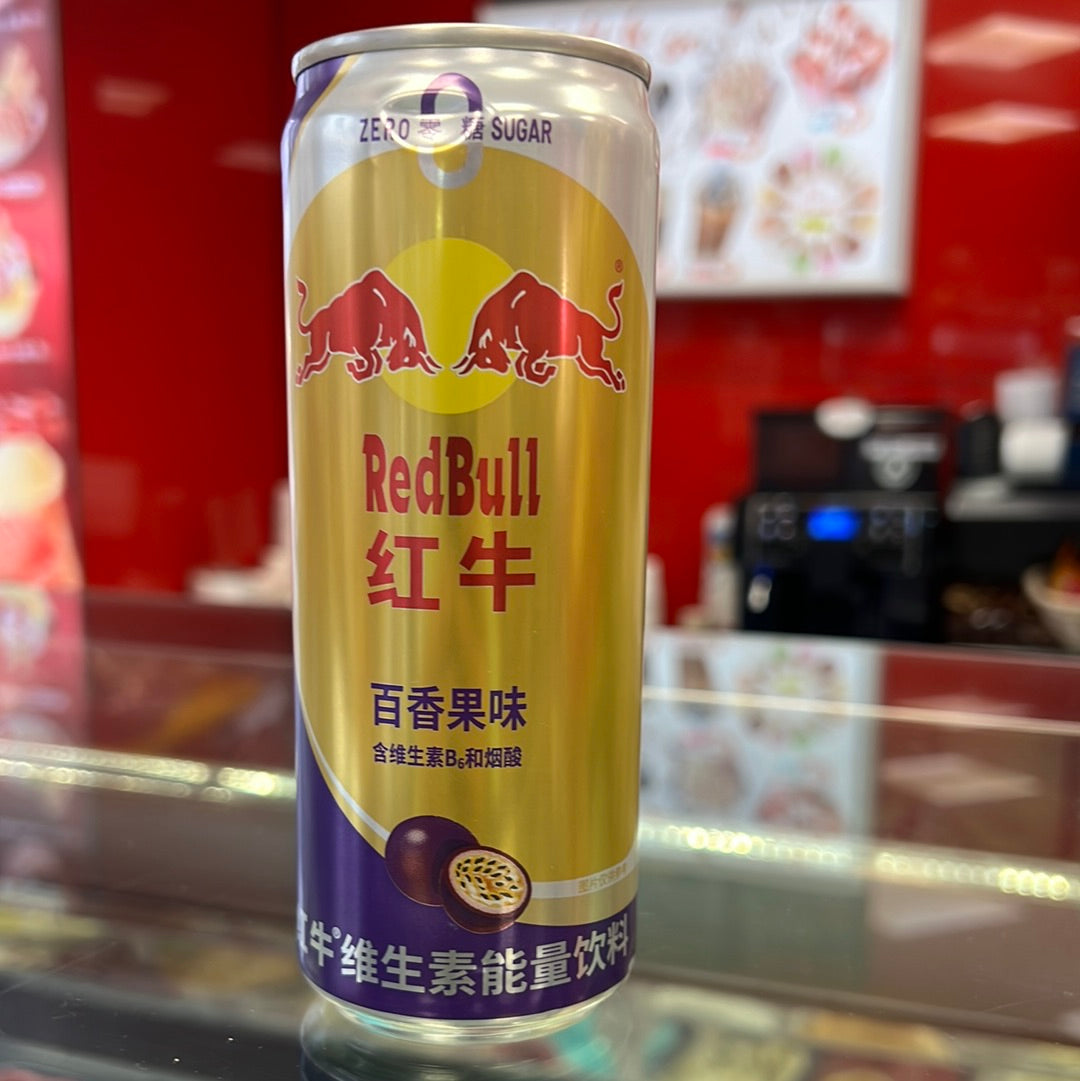 ZERO 零 糖 SUGAR
RedBull
红牛
百香果味
含维生素B₆和烟酸
红牛®维生素能量饮料